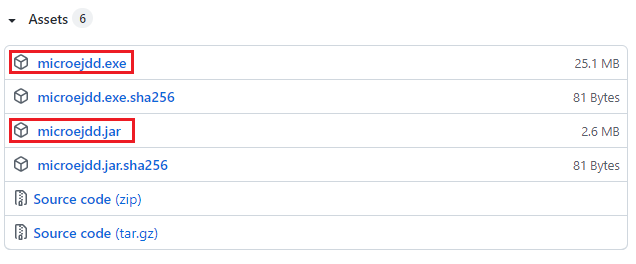 Assets 6
microejdd.exe 25.1 MB
microejdd.exe.sha256 81 Bytes
microejdd.jar 2.6 MB
microejdd.jar.sha256 81 Bytes
Source code (zip)
Source code (tar.gz)